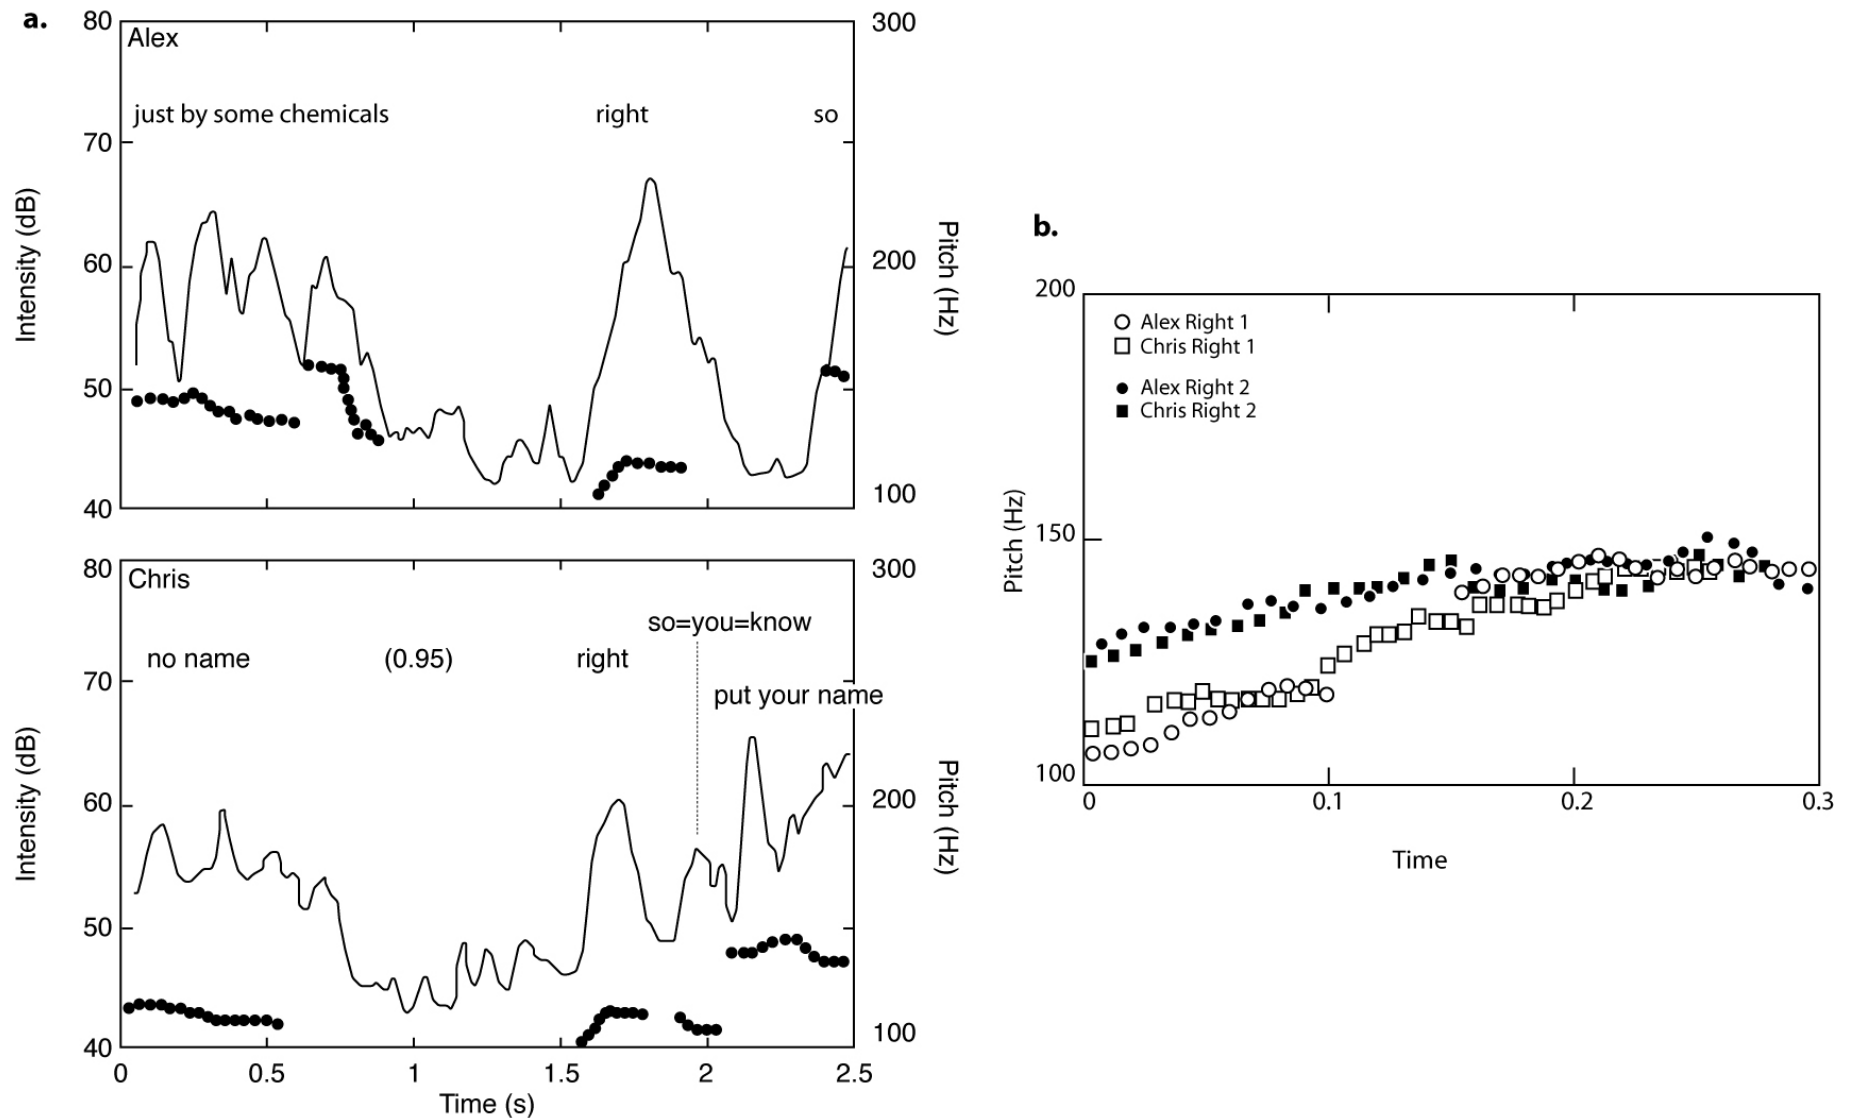 a.
80
300
Alex
just by some chemicals
right
so
70
60
200
50
40
100
Intensity (dB)
Pitch (Hz)
80
300
Chris
so=you=know
no name
(0.95)
right
put your name
70
60
200
50
40
100
Intensity (dB)
Pitch (Hz)
0
0.5
1
1.5
2
2.5
Time (s)
b.
200
Alex Right 1
Chris Right 1
Alex Right 2
Chris Right 2
150
100
Pitch (Hz)
0
0.1
0.2
0.3
Time